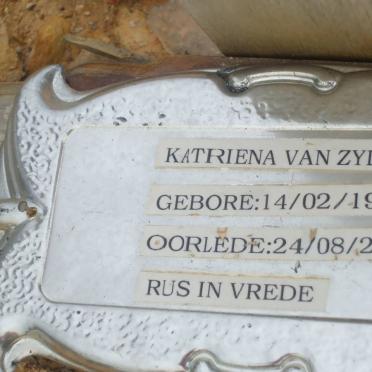 KATRIENA VAN ZYL
GEBORE:14/02/19
OORLEDE:24/08/2
RUS IN VREDE